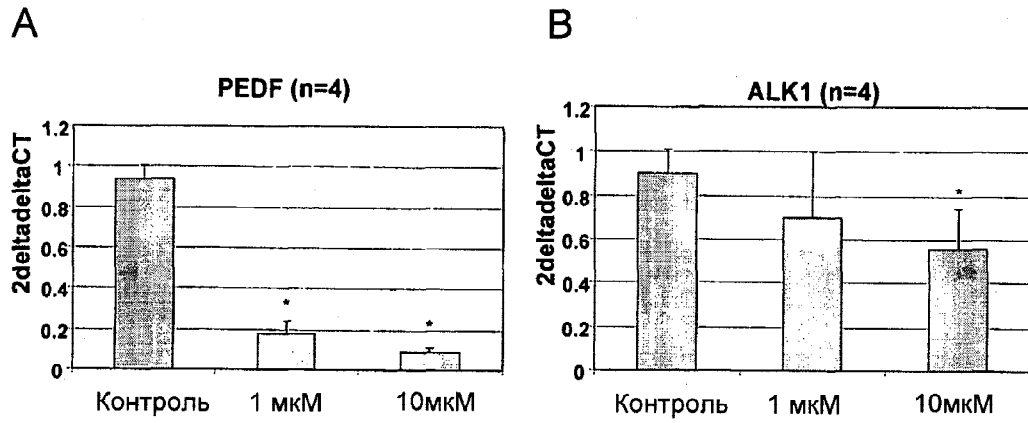 A
PEDF (n=4)
2deltadeltaCT
1.2
1
0.8
0.6
0.4
0.2
0
*
*
Контроль
1 мкМ
10мкМ
B
ALK1 (n=4)
2deltadeltaCT
1.2
1
0.8
0.6
0.4
0.2
0
*
Контроль
1 мкМ
10мкМ